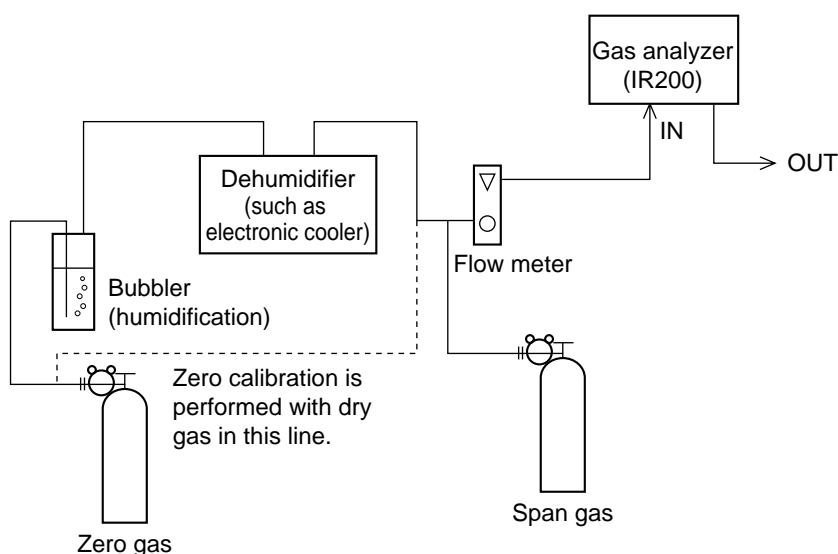 Gas analyzer
(IR200)
IN
OUT
Dehumidifier
(such as
electronic cooler)
Flow meter
Bubbler
(humidification)
Zero calibration is
performed with dry
gas in this line.
Span gas
Zero gas